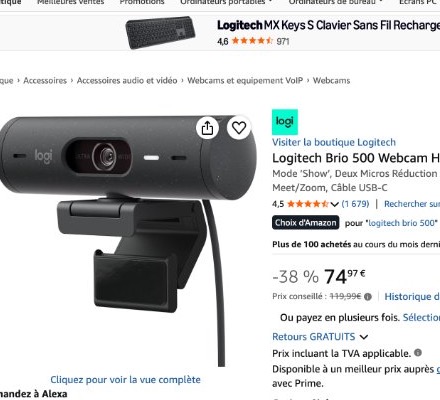 Meilleures Ventes Promotions Ordinateurs portables Ordinateurs de bureau Écrans PC
Logitech MX Keys S Clavier Sans Fil Recharge
4,6 971
Accessoires › Accessoires audio et vidéo › Webcams et equipement VoIP › Webcams
logi
logi
Visiter la boutique Logitech
Logitech Brio 500 Webcam H
Mode 'Show', Deux Micros Réduction
Meet/Zoom, Câble USB-C
4,5 (1 679) | Rechercher sur
Choix d'Amazon pour "logitech brio 500"
Plus de 100 achetés au cours du mois derni
-38 % 74,97€
Prix conseillé : 119,99€ Historique d
Ou payez en plusieurs fois. Sélection
Retours GRATUITS
Prix incluant la TVA applicable.
Disponible à un meilleur prix auprès
avec Prime.
Cliquez pour voir la vue complète
mandez à Alexa